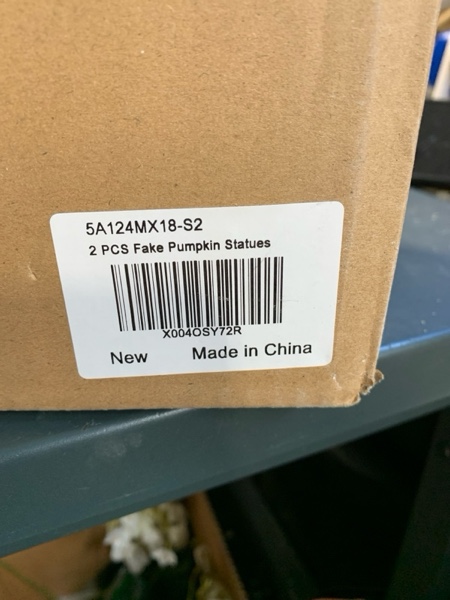 5A124MX18-S2
2 PCS Fake Pumpkin Statues
X004OSY72R
New Made in China